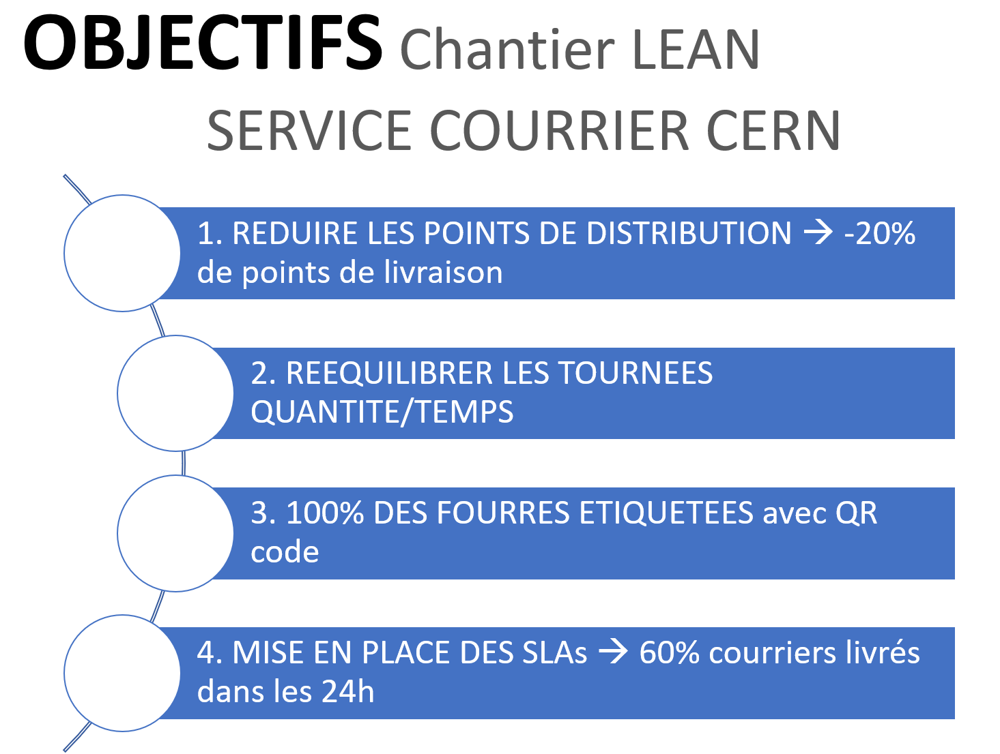 OBJECTIFS Chantier LEAN
SERVICE COURRIER CERN
1. REDUIRE LES POINTS DE DISTRIBUTION → -20%
de points de livraison
2. REEQUILIBRER LES TOURNEES
QUANTITE/TEMPS
3. 100% DES FOURRES ETIQUETEES avec QR
code
4. MISE EN PLACE DES SLAs → 60% courriers livrés
dans les 24h